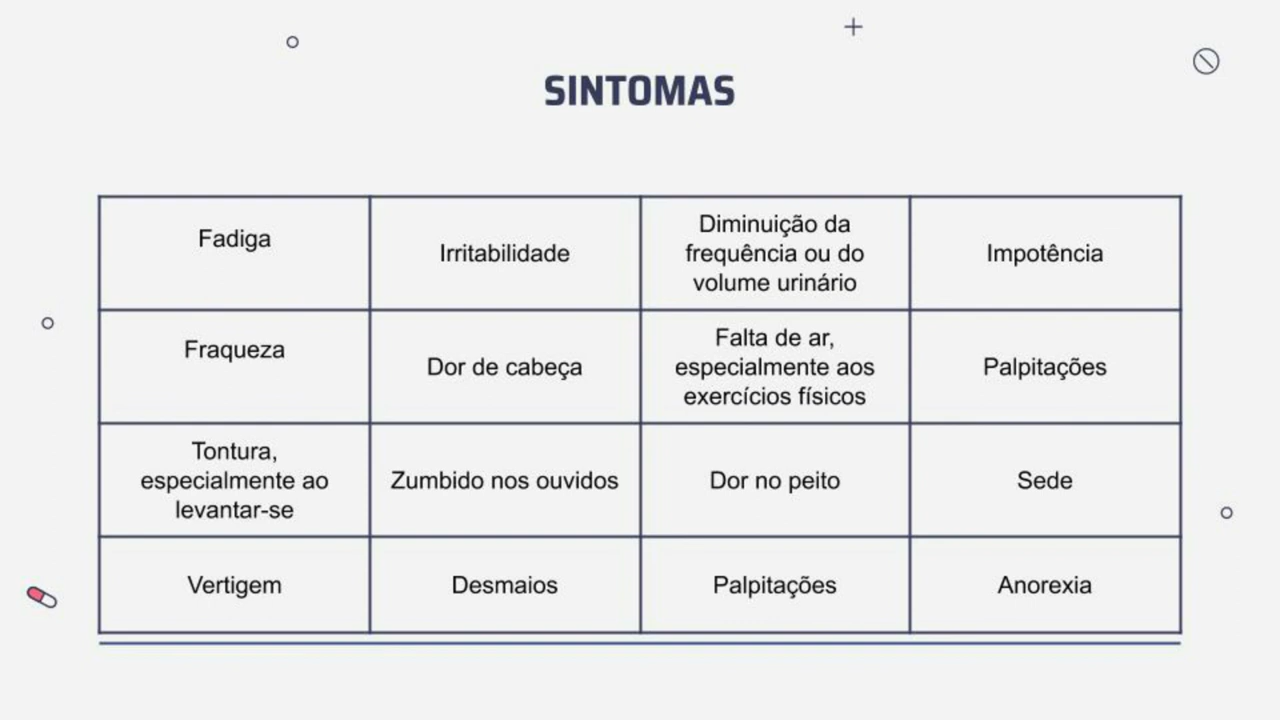 SINTOMAS
Fadiga
Irritabilidade
Diminuição da
frequência ou do
volume urinário
Impotência
Fraqueza
Dor de cabeça
Falta de ar,
especialmente aos
exercícios físicos
Palpitações
Tontura,
especialmente ao
levantar-se
Zumbido nos ouvidos
Dor no peito
Sede
Vertigem
Desmaios
Palpitações
Anorexia